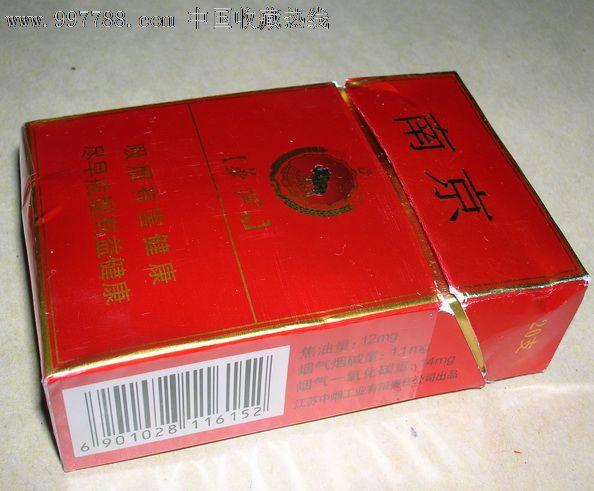 www.997788.com 中国收藏热线
南京
吸烟有害健康
尽早戒烟有益健康
20支
焦油量: 12mg
烟气烟碱量: 1.1mg
烟气一氧化碳量: 14mg
江苏中烟工业有限责任公司出品
6 901028 116152